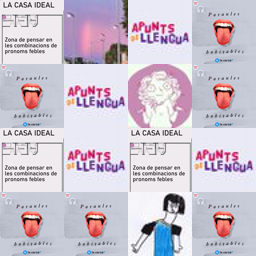 LA CASA IDEAL
Zona de pensar en
les combinacions de
pronoms febles
APUNTS
DE LLENGUA
Paraules
habitables
APUNTS
DE LLENGUA
Paraules
habitables
LA CASA IDEAL
Zona de pensar en
les combinacions de
pronoms febles
APUNTS
DE LLENGUA
LA CASA IDEAL
Zona de pensar en
les combinacions de
pronoms febles
APUNTS
DE LLENGUA
Paraules
habitables
Paraules
habitables
Paraules
habitables